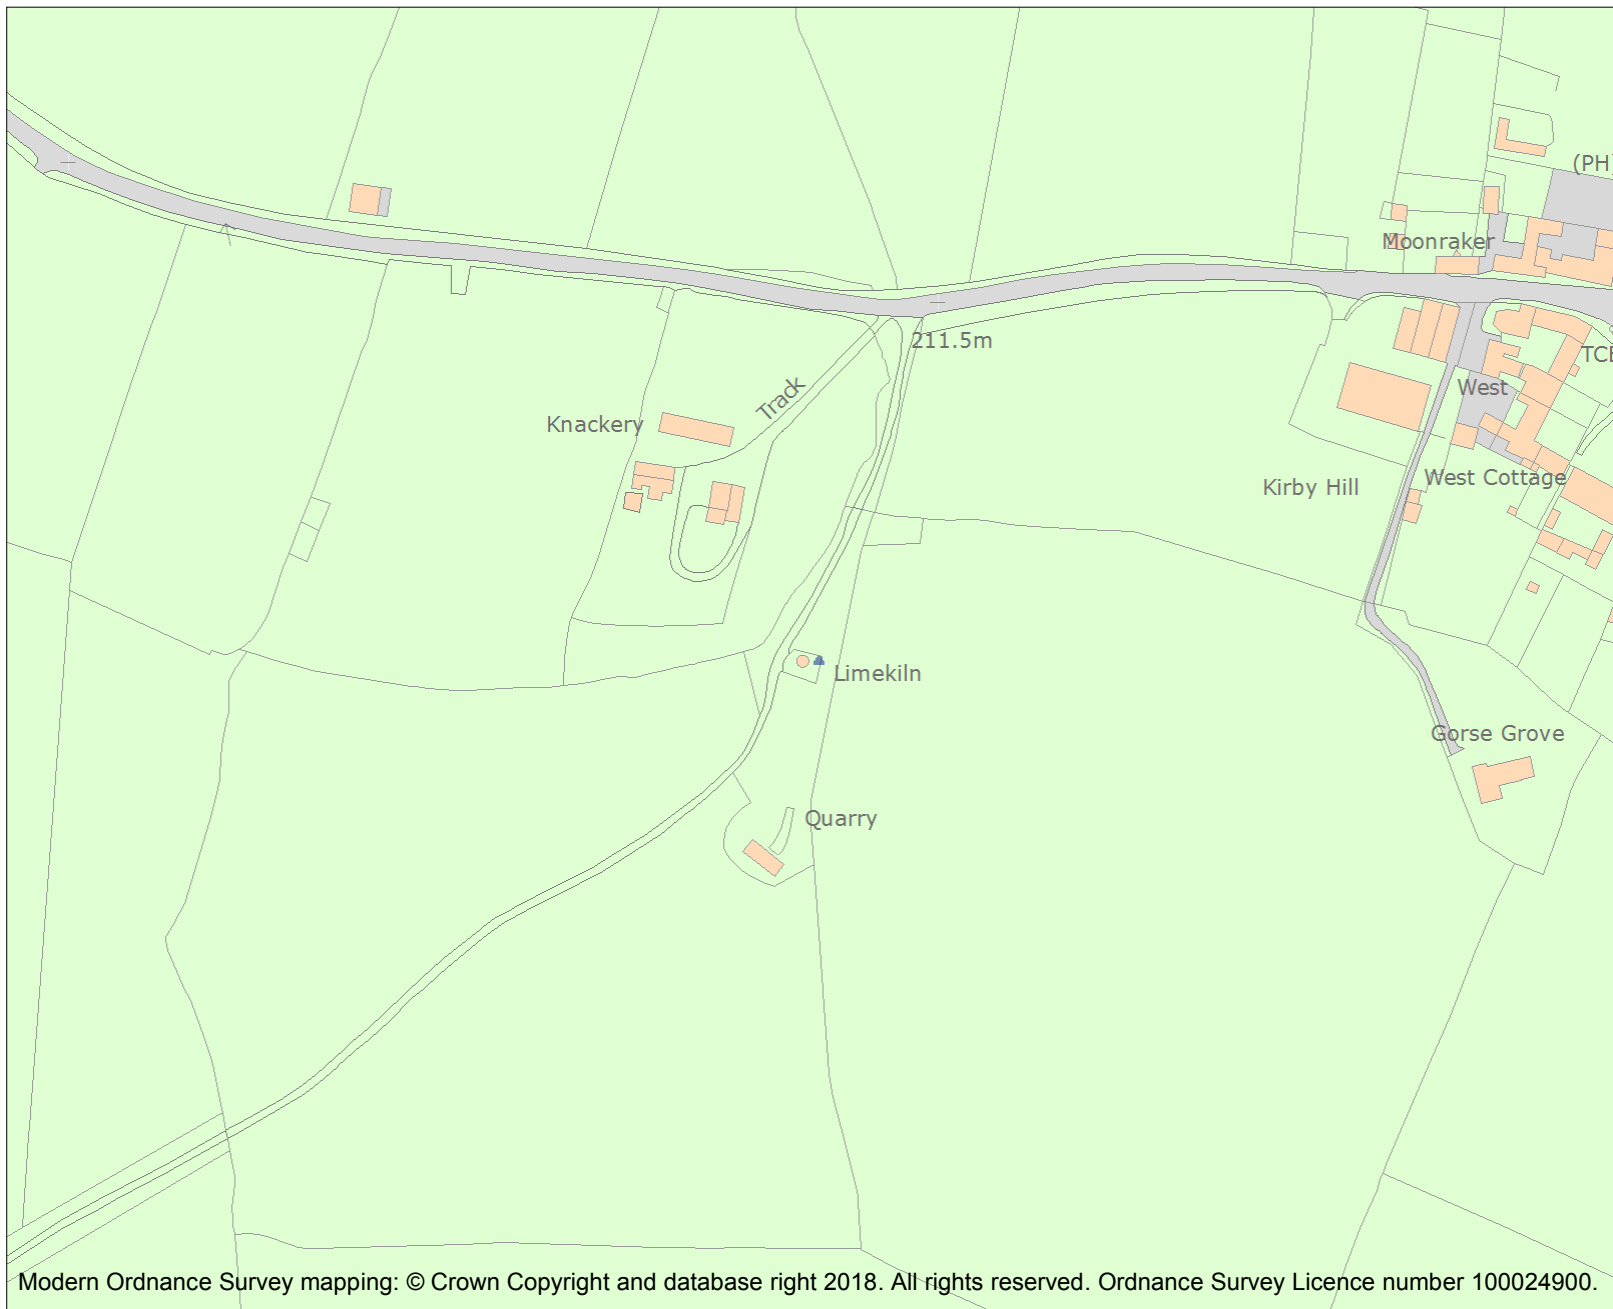 (PH)
Moonraker
211.5m
TCB
Track
West
Knackery
West Cottage
Kirby Hill
Limekiln
Gorse Grove
Quarry
Modern Ordnance Survey mapping: © Crown Copyright and database right 2018. All rights reserved. Ordnance Survey Licence number 100024900.